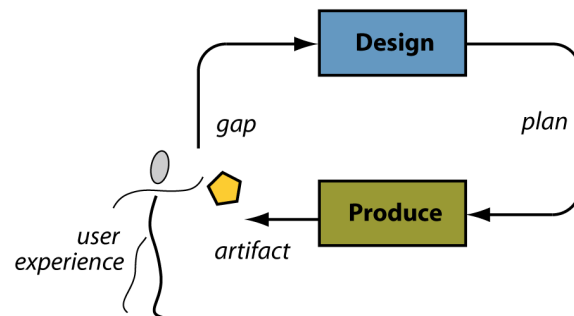 Design
gap
plan
Produce
user
experience
artifact